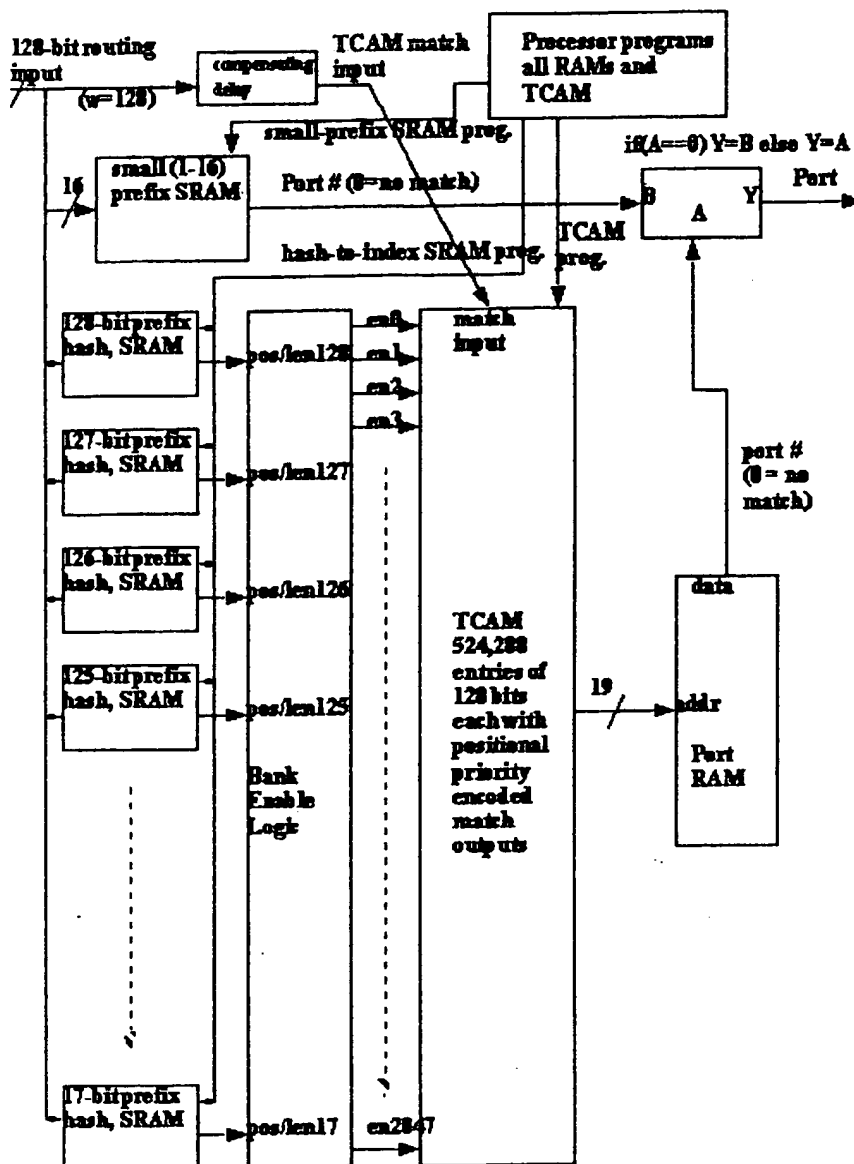 128-bit routing
input
(w=128)
compensating
delay
TCAM match
input
Processor programs
all RAMs and
TCAM
small-prefix SRAM prog.
if(A==0) Y=B else Y=A
16
small (1-16)
prefix SRAM
Port # (0=no match)
B
A
Y
Port
hash-to-index SRAM prog.
TCAM
prog.
128-bit prefix
hash, SRAM
pos/len128
en0
en1
en2
en3
match
input
127-bit prefix
hash, SRAM
pos/len127
port #
(0 = no
match)
126-bit prefix
hash, SRAM
pos/len126
data
125-bit prefix
hash, SRAM
pos/len125
TCAM
524,288
entries of
128 bits
each with
positional
priority
encoded
match
outputs
19
addr
Port
RAM
Bank
Enable
Logic
17-bit prefix
hash, SRAM
pos/len17
en2047